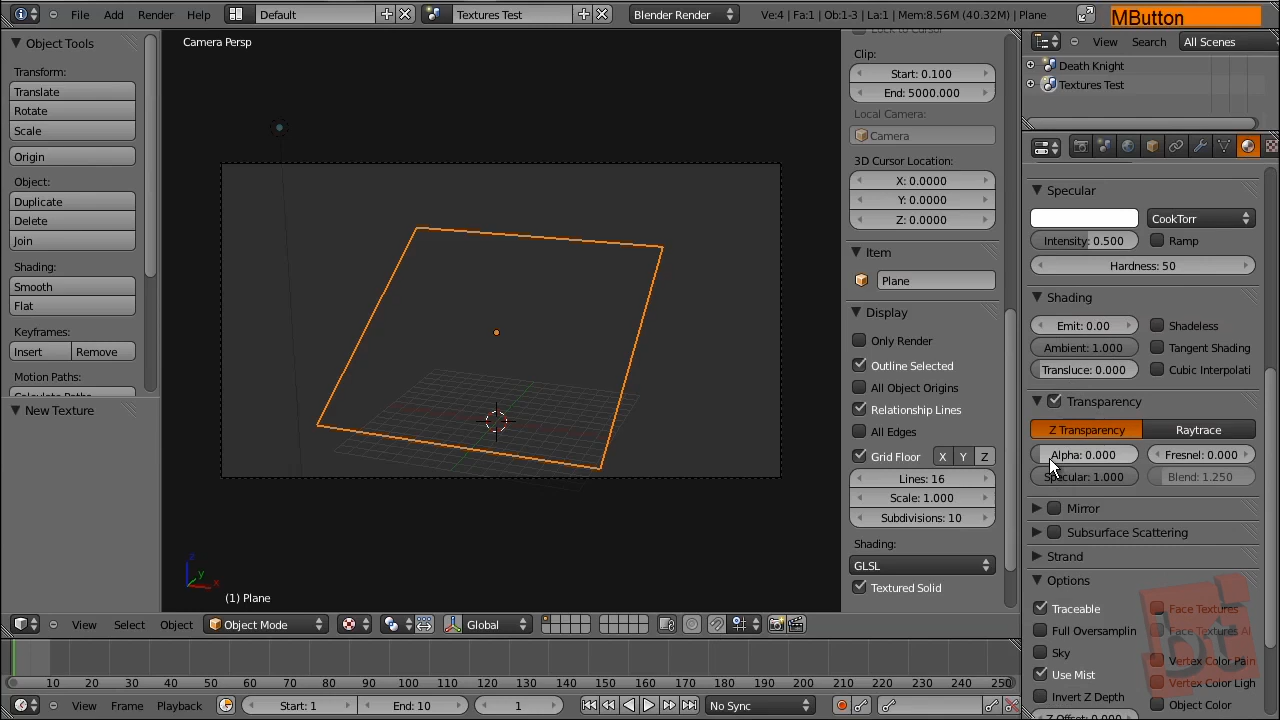 File Add Render Help Default Textures Test Blender Render Ve:4 | Fa:1 | Ob:1-3 | La:1 | Mem:8.56M (40.32M) | Plane MButton
Object Tools
Transform:
Translate
Rotate
Scale
Origin
Object:
Duplicate
Delete
Join
Shading:
Smooth
Flat
Keyframes:
Insert Remove
Motion Paths:
New Texture
Camera Persp
z
y
x
(1) Plane
Clip:
Start: 0.100
End: 5000.000
Local Camera:
Camera
3D Cursor Location:
X: 0.0000
Y: 0.0000
Z: 0.0000
Item
Plane
Display
Only Render
Outline Selected
All Object Origins
Relationship Lines
All Edges
Grid Floor X Y Z
Lines: 16
Scale: 1.000
Subdivisions: 10
Shading:
GLSL
Textured Solid
View Search All Scenes
Death Knight
Textures Test
Specular
CookTorr
Intensity: 0.500 Ramp
Hardness: 50
Shading
Emit: 0.00 Shadeless
Ambient: 1.000 Tangent Shading
Transluce: 0.000 Cubic Interpolati
Transparency
Z Transparency Raytrace
Alpha: 0.000 Fresnel: 0.000
Specular: 1.000 Blend: 1.250
Mirror
Subsurface Scattering
Strand
Options
Traceable Face Textures
Full Oversamplin Face Textures Al
Sky Vertex Color Pain
Use Mist Vertex Color Ligh
Invert Z Depth Object Color
Z Offset: 0.000
View Select Object Object Mode Global
10 20 30 40 50 60 70 80 90 100 110 120 130 140 150 160 170 180 190 200 210 220 230 240 250
View Frame Playback Start: End: 10 1 No Sync